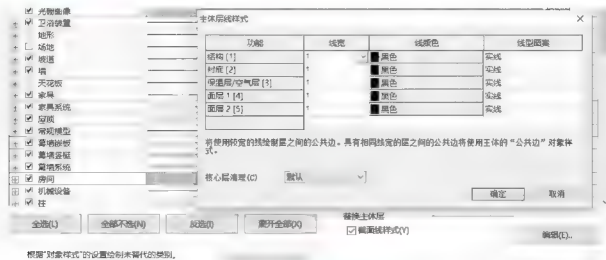 光栅图像
卫浴装置
地形
场地
坡道
墙
天花板
家具
家具系统
屋顶
常规模型
幕墙嵌板
幕墙竖梃
幕墙系统
房间
机械设备
柱
主体层线样式
功能 线宽 线颜色 线型图案
结构 [1] 1 黑色 实线
衬底 [2] 1 黑色 实线
保温层/空气层 [3] 1 黑色 实线
面层 1 [4] 1 黑色 实线
面层 2 [5] 1 黑色 实线
将使用较宽的线绘制层之间的公共边。具有相同线宽的层之间的公共边将使用主体的“公共边”对象样式。
核心层清理(C) 默认
确定 取消
全选(L) 全部不选(N) 反选(I) 展开全部(X)
替换主体层
截面线样式(Y) 编辑(E)..
根据"对象样式"的设置绘制未替代的类别。